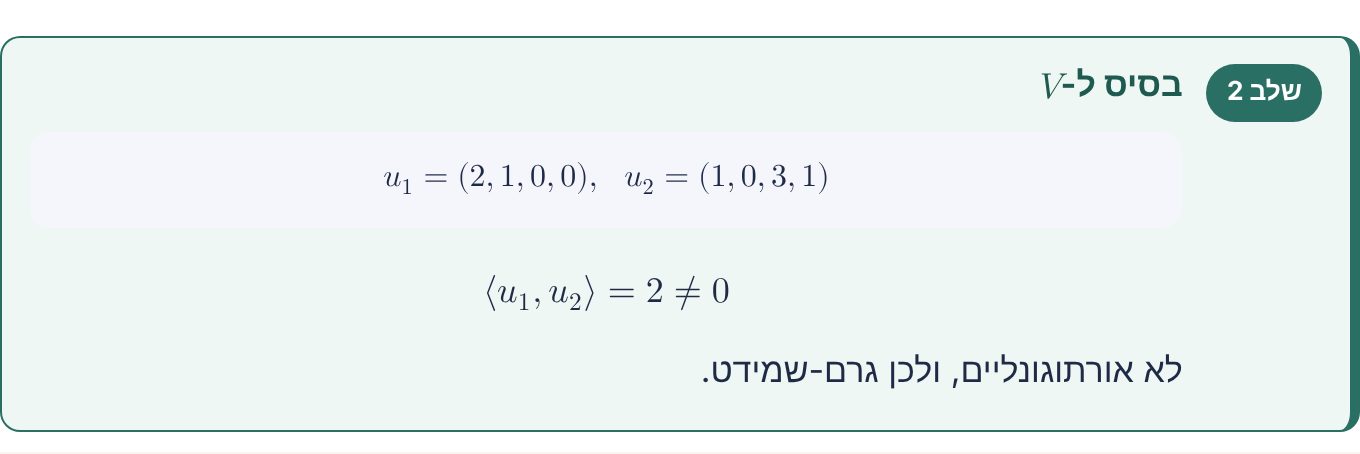 שלב 2
בסיס ל-V
u₁ = (2, 1, 0, 0), u₂ = (1, 0, 3, 1)
⟨u₁, u₂⟩ = 2 ≠ 0
לא אורתוגונליים, ולכן גרם-שמידט.